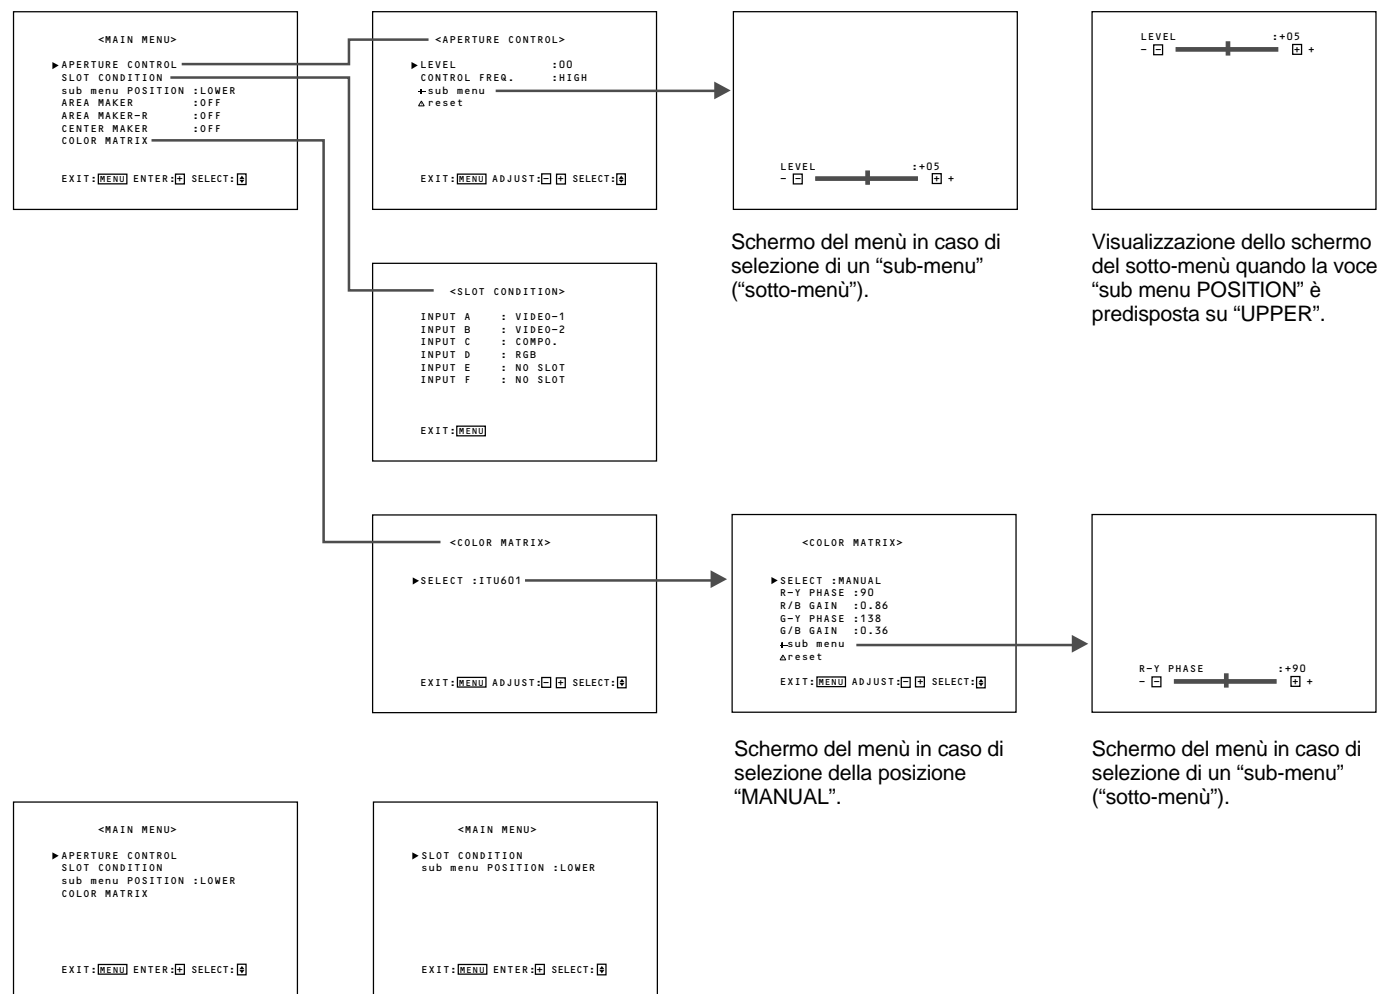 <MAIN MENU>
▶APERTURE CONTROL
SLOT CONDITION
sub menu POSITION :LOWER
AREA MAKER :OFF
AREA MAKER-R :OFF
CENTER MAKER :OFF
COLOR MATRIX
EXIT:MENU ENTER:+ SELECT:
<APERTURE CONTROL>
▶LEVEL :00
CONTROL FREQ. :HIGH
+sub menu
△reset
EXIT:MENU ADJUST:- + SELECT:
LEVEL :+05
- - + +
Schermo del menù in caso di
selezione di un “sub-menu”
(“sotto-menù”).
LEVEL :+05
- - + +
Visualizzazione dello schermo
del sotto-menù quando la voce
“sub menu POSITION” è
predisposta su “UPPER”.
<SLOT CONDITION>
INPUT A : VIDEO-1
INPUT B : VIDEO-2
INPUT C : COMPO.
INPUT D : RGB
INPUT E : NO SLOT
INPUT F : NO SLOT
EXIT:MENU
<COLOR MATRIX>
▶SELECT :ITU601
EXIT:MENU ADJUST:- + SELECT:
<COLOR MATRIX>
▶SELECT :MANUAL
R-Y PHASE :90
R/B GAIN :0.86
G-Y PHASE :138
G/B GAIN :0.36
+sub menu
△reset
EXIT:MENU ADJUST:- + SELECT:
Schermo del menù in caso di
selezione della posizione
“MANUAL”.
R-Y PHASE :+90
- - + +
Schermo del menù in caso di
selezione di un “sub-menu”
(“sotto-menù”).
<MAIN MENU>
▶APERTURE CONTROL
SLOT CONDITION
sub menu POSITION :LOWER
COLOR MATRIX
EXIT:MENU ENTER:+ SELECT:
<MAIN MENU>
▶SLOT CONDITION
sub menu POSITION :LOWER
EXIT:MENU ENTER:+ SELECT: